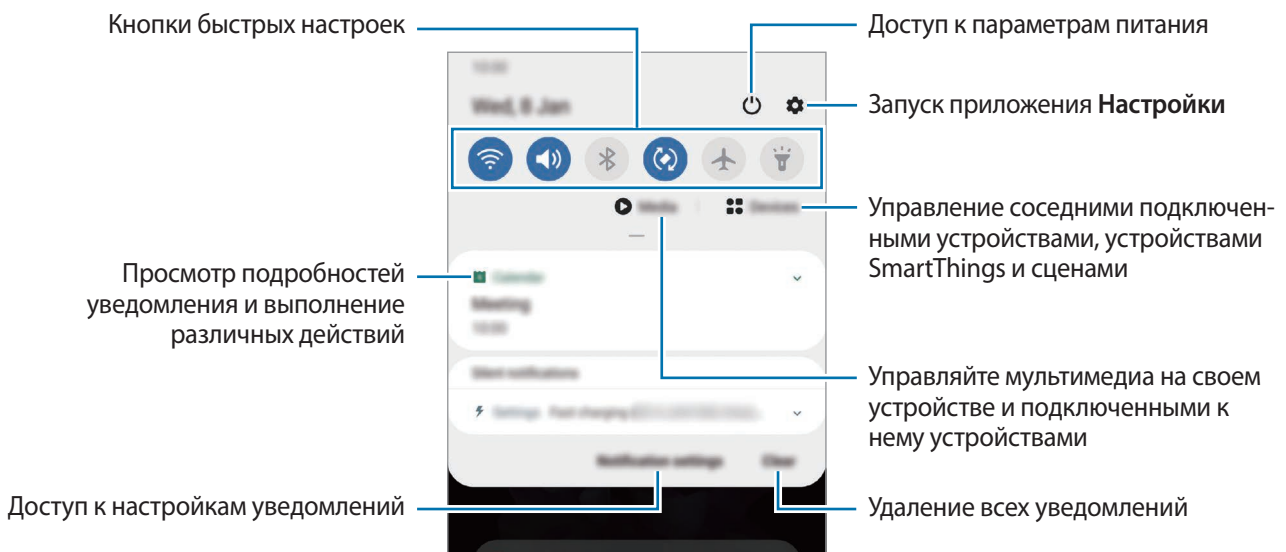 Кнопки быстрых настроек
Доступ к параметрам питания
Запуск приложения Настройки
Wed, 8 Jan
Media
Devices
Управление соседними подключен-
ными устройствами, устройствами
SmartThings и сценами
Просмотр подробностей
уведомления и выполнение
различных действий
Calendar
Meeting
10:00
Silent notifications
Settings Fast charging
Управляйте мультимедиа на своем
устройстве и подключенными к
нему устройствами
Notification settings
Clear
Доступ к настройкам уведомлений
Удаление всех уведомлений